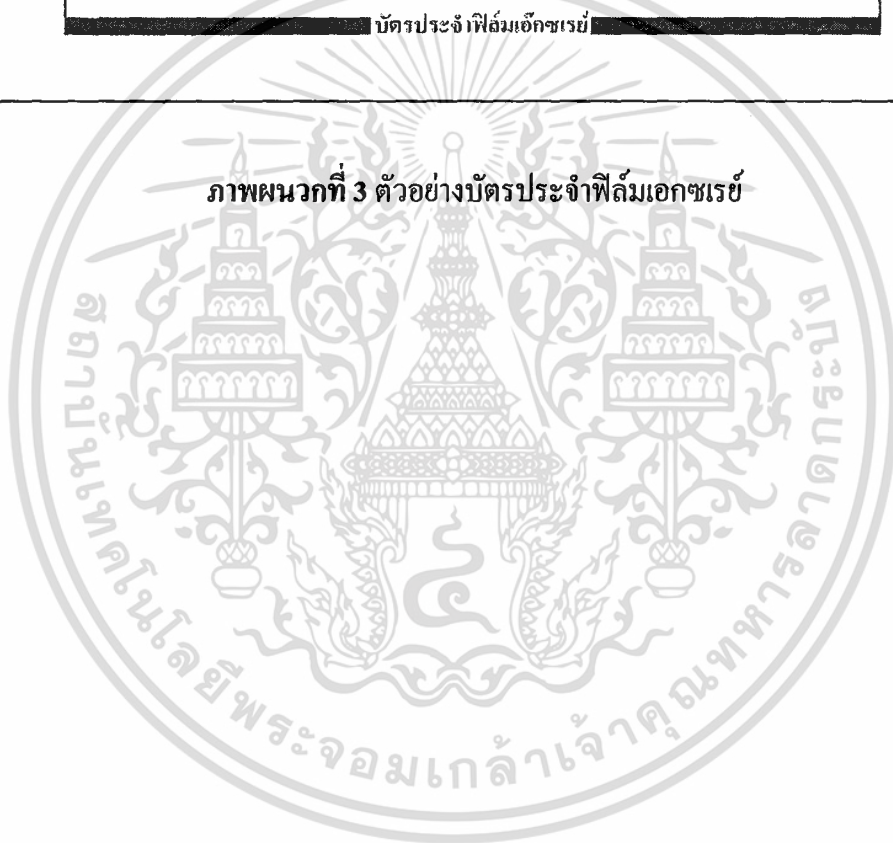 บัตรประจำฟิล์มเอ็กซเรย์
ภาพผนวกที่ 3 ตัวอย่างบัตรประจำฟิล์มเอกซเรย์
สถาบันเทคโนโลยีพระจอมเกล้าเจ้าคุณทหารลาดกระบัง